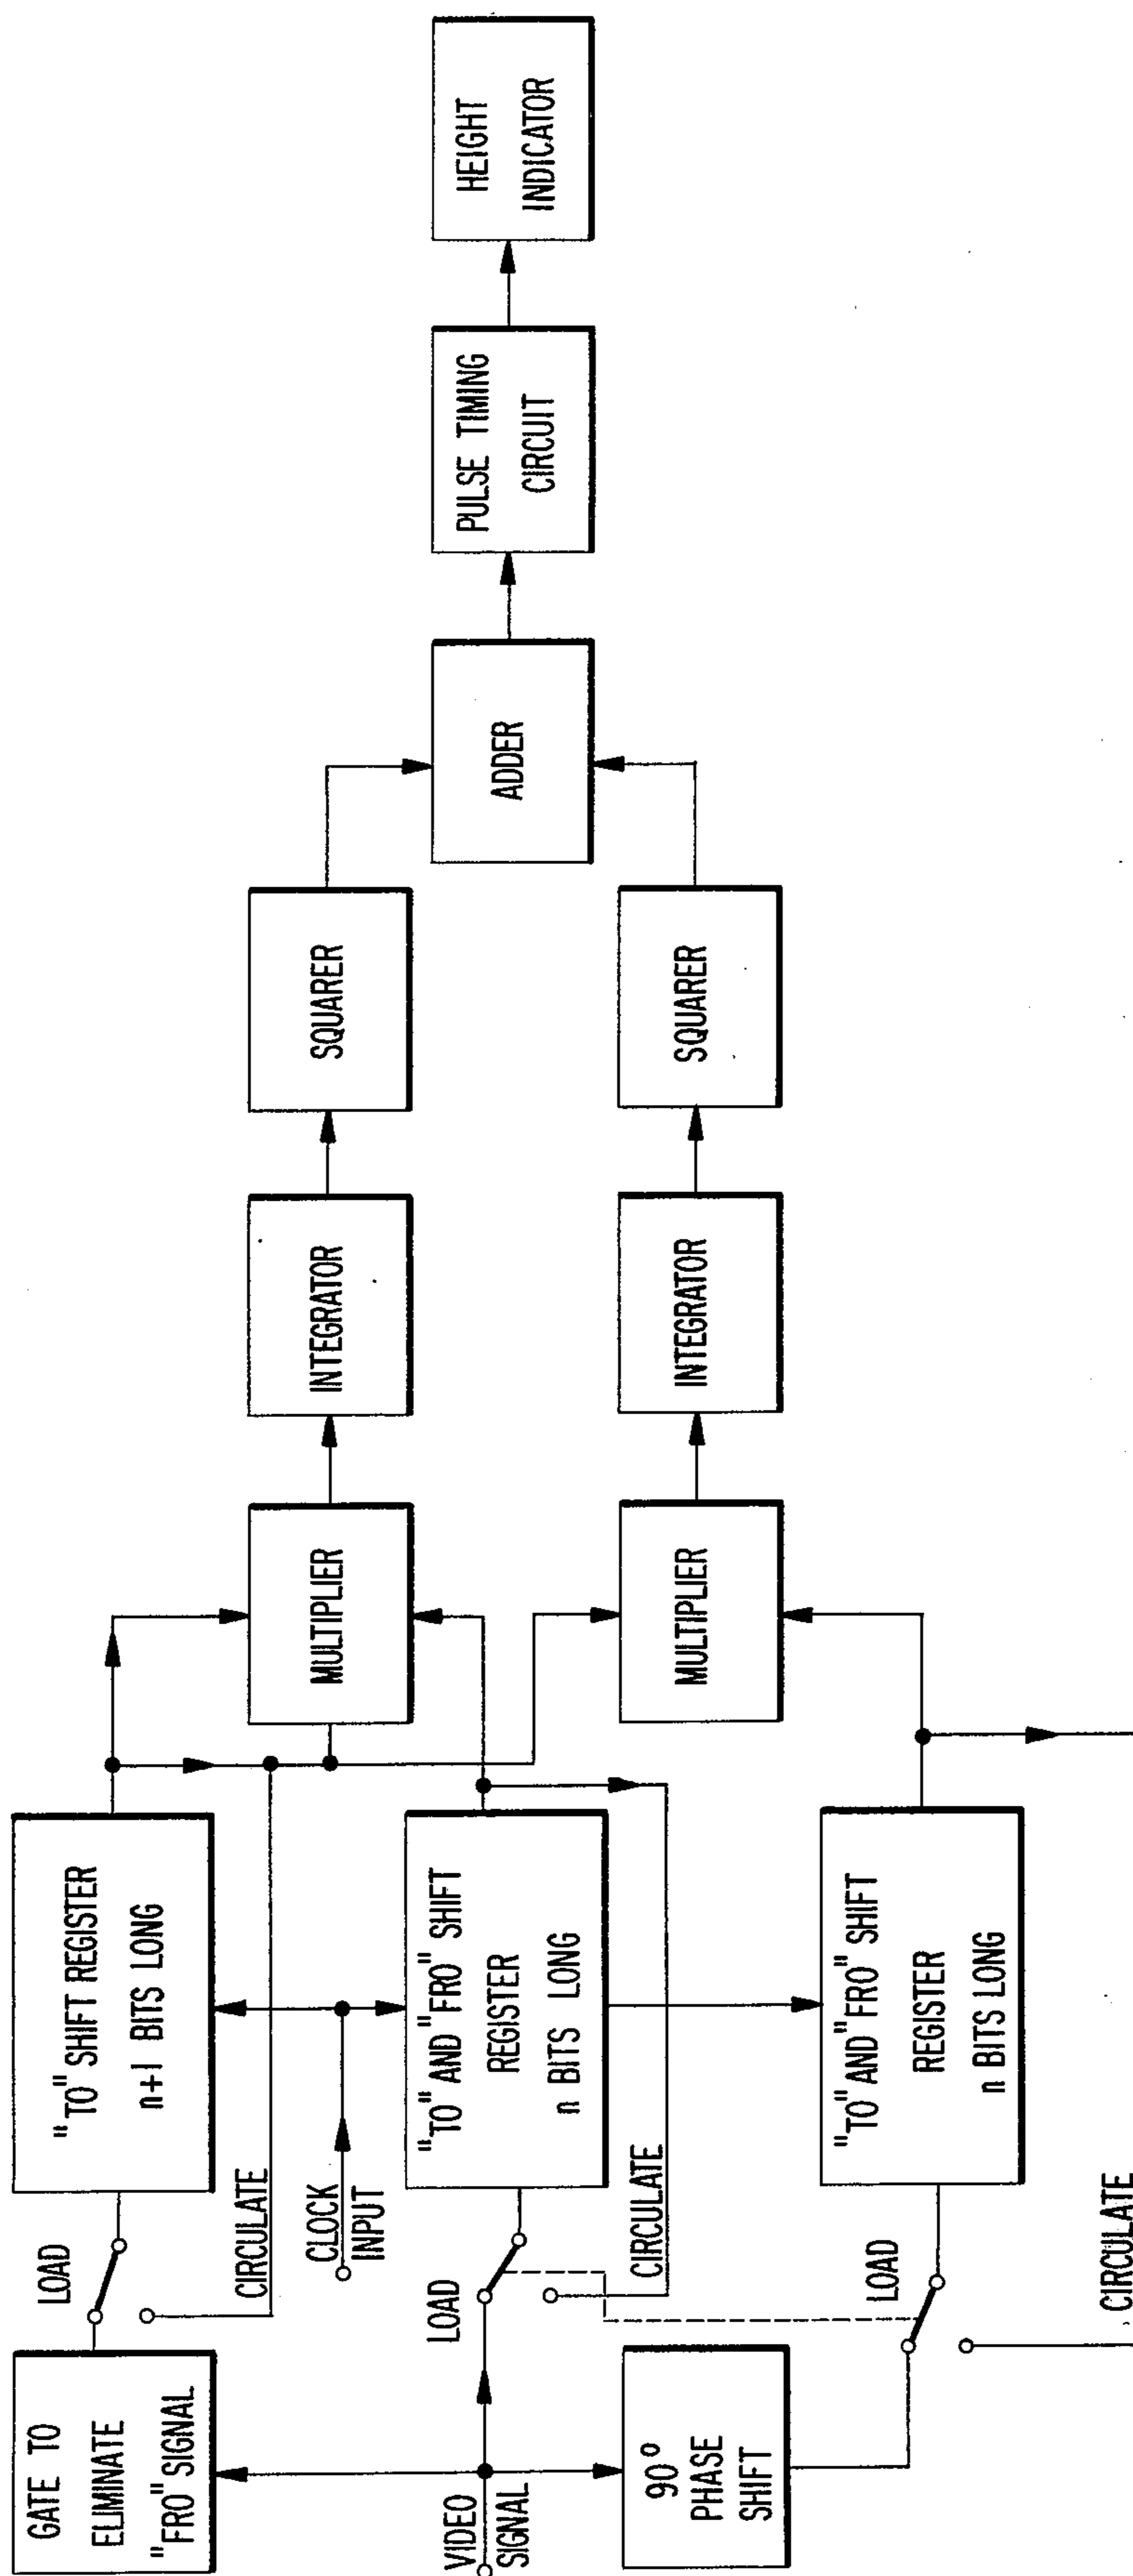 GATE TO
ELIMINATE
"FRO" SIGNAL
LOAD
CIRCULATE
"TO" SHIFT REGISTER
n+1 BITS LONG
VIDEO
SIGNAL
LOAD
CLOCK
INPUT
CIRCULATE
"TO" AND "FRO" SHIFT
REGISTER
n BITS LONG
90°
PHASE
SHIFT
LOAD
CIRCULATE
"TO" AND "FRO" SHIFT
REGISTER
n BITS LONG
MULTIPLIER
INTEGRATOR
SQUARER
MULTIPLIER
INTEGRATOR
SQUARER
ADDER
PULSE TIMING
CIRCUIT
HEIGHT
INDICATOR